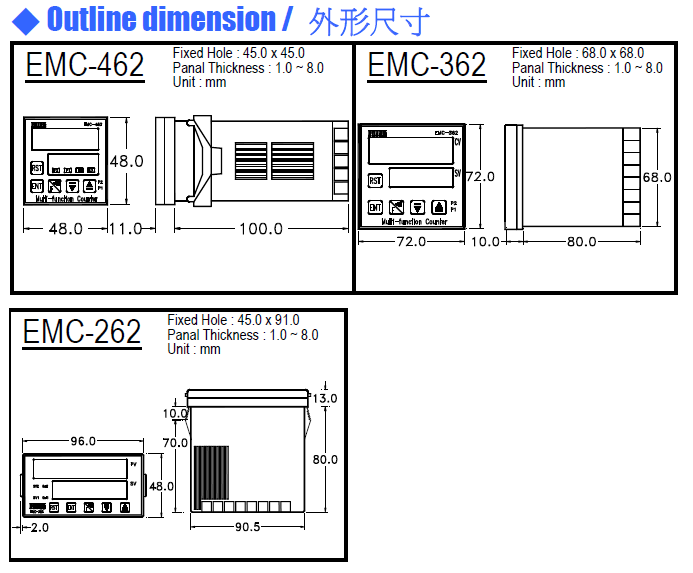 ◆ Outline dimension / 外形尺寸
EMC-462
Fixed Hole : 45.0 x 45.0
Panal Thickness : 1.0 ~ 8.0
Unit : mm
EMC-462
RST
ENT
P2
P1
Multi-function Counter
48.0
48.0
11.0
100.0
EMC-362
Fixed Hole : 68.0 x 68.0
Panal Thickness : 1.0 ~ 8.0
Unit : mm
EMC-362
CV
SV
RST
ENT
P2
P1
Multi-function Counter
72.0
72.0
10.0
80.0
68.0
EMC-262
Fixed Hole : 45.0 x 91.0
Panal Thickness : 1.0 ~ 8.0
Unit : mm
96.0
PV
SV
RST
ENT
48.0
2.0
13.0
10.0
70.0
80.0
90.5